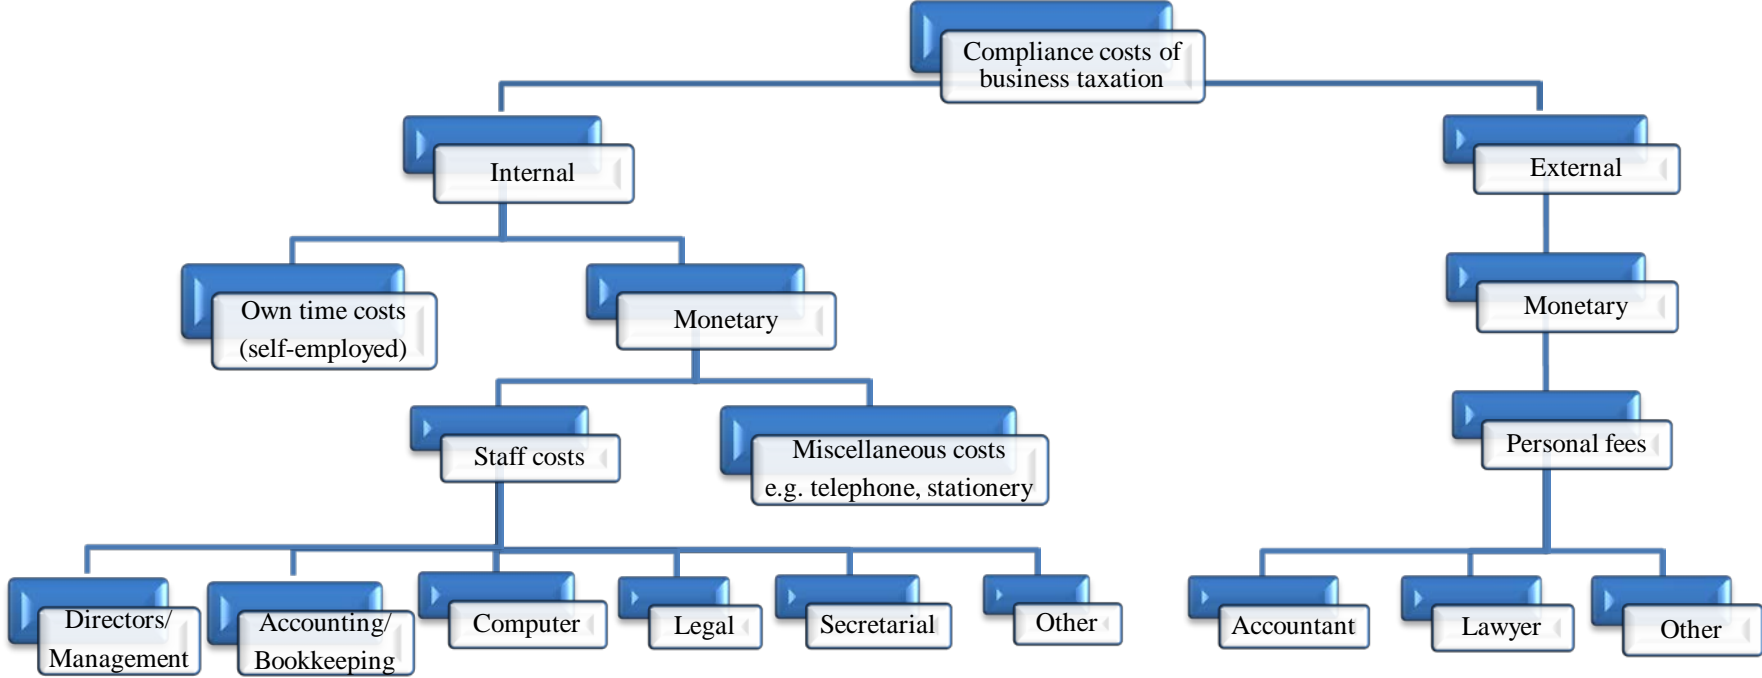 Compliance costs of
business taxation
Internal
External
Own time costs
(self-employed)
Monetary
Monetary
Staff costs
Miscellaneous costs
e.g. telephone, stationery
Personal fees
Directors/
Management
Accounting/
Bookkeeping
Computer
Legal
Secretarial
Other
Accountant
Lawyer
Other